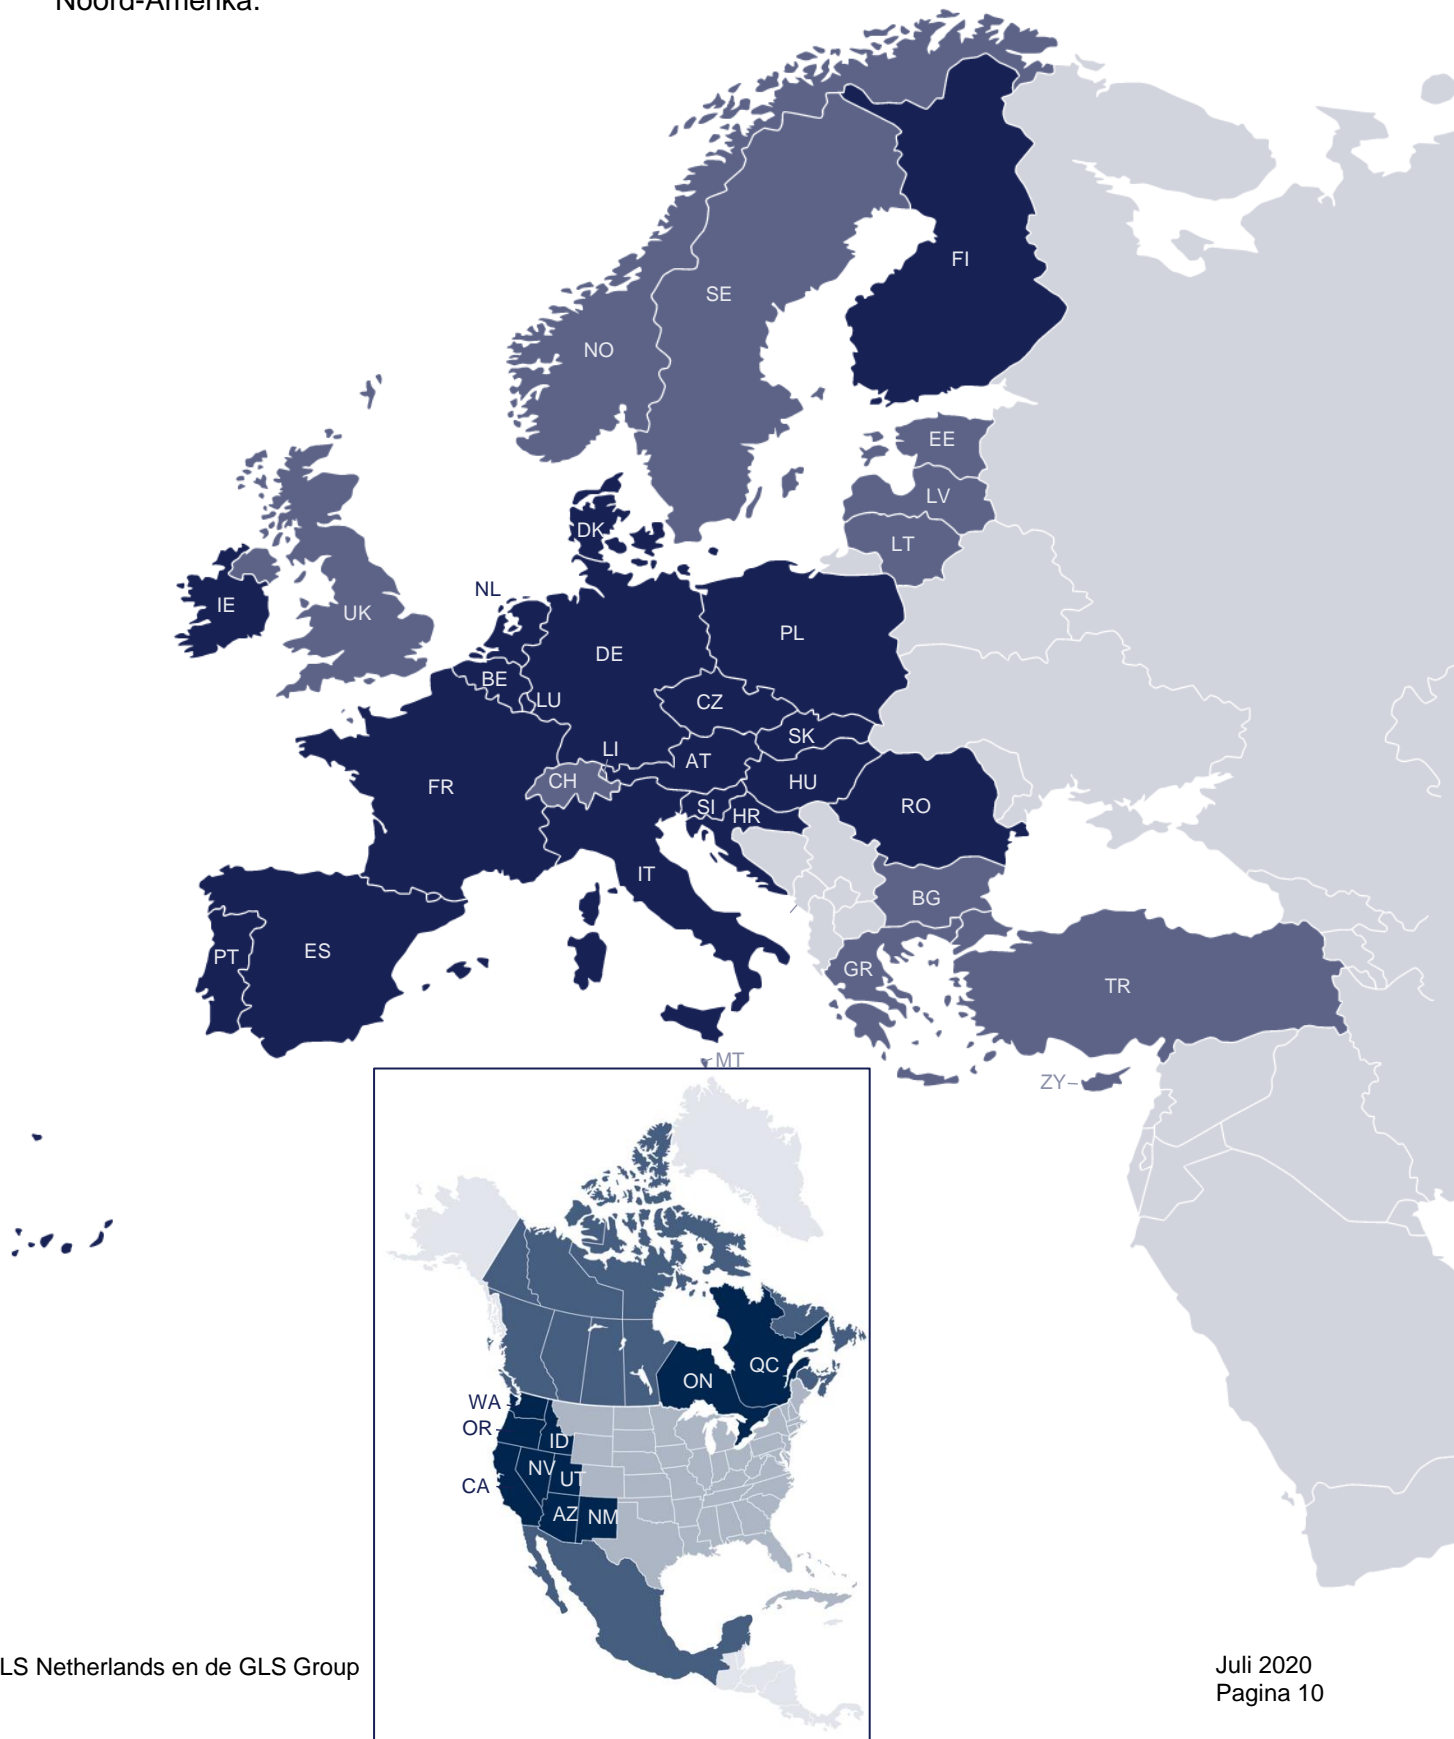 Noord-Amerika.
FI
SE
NO
EE
LV
LT
DK
NL
IE
UK
DE
PL
BE
LU
CZ
SK
LI
AT
CH
HU
FR
SI
HR
RO
IT
BG
PT
ES
GR
TR
MT
ZY
QC
ON
WA
OR
ID
NV
UT
CA
AZ
NM
LS Netherlands en de GLS Group
Juli 2020
Pagina 10